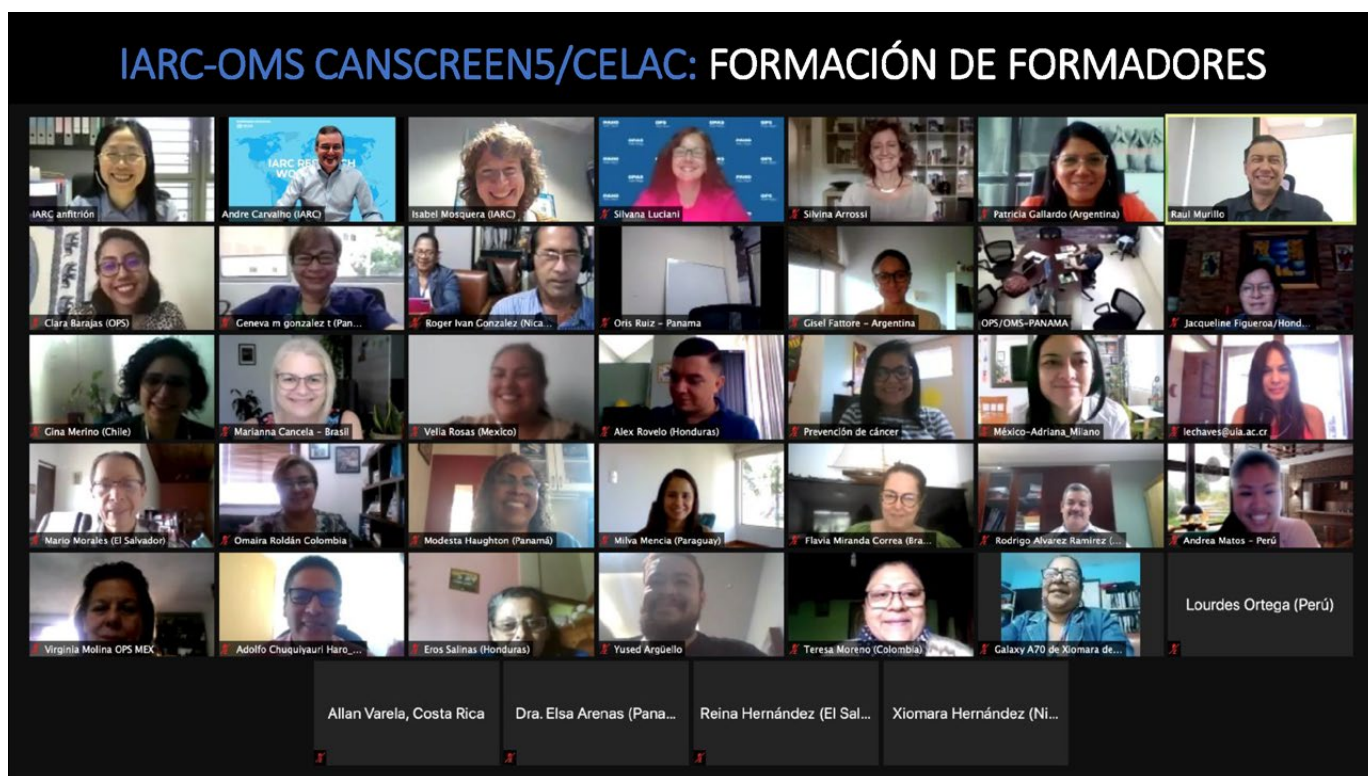 IARC-OMS CANSCREEN5/CELAC: FORMACIÓN DE FORMADORES
IARC anfitrión
IARC RESEARCH
Andre Carvalho (IARC)
Isabel Mosquera (IARC)
Silvana Luciani
Silvina Arrossi
Patricia Gallardo (Argentina)
Raul Murillo
Clara Barajas (OPS)
Geneva m gonzalez t (Pan...
Roger Ivan Gonzalez (Nica...
Oris Ruiz - Panama
Gisel Fattore - Argentina
OPS/OMS-PANAMA
Jacqueline Figueroa/Hond...
Gina Merino (Chile)
Marianna Cancela - Brasil
Velia Rosas (Mexico)
Alex Rovelo (Honduras)
Prevención de cáncer
México-Adriana_Milano
lechaves@uia.ac.cr
Mario Morales (El Salvador)
Omaira Roldán Colombia
Modesta Haughton (Panamá)
Milva Mencia (Paraguay)
Flavia Miranda Correa (Bra...
Rodrigo Alvarez Ramirez (...
Andrea Matos - Perú
Virginia Molina OPS MEX
Adolfo Chuquiyauri Haro_...
Eros Salinas (Honduras)
Yused Argüello
Teresa Moreno (Colombia)
Galaxy A70 de Xiomara de...
Lourdes Ortega (Perú)
Allan Varela, Costa Rica
Dra. Elsa Arenas (Pana...
Reina Hernández (El Sal...
Xiomara Hernández (Ni...